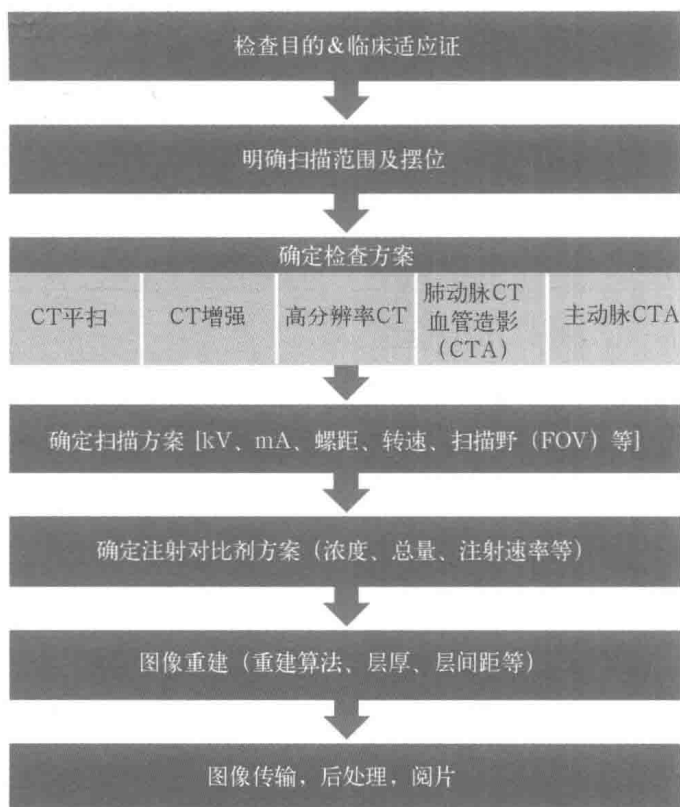 检查目的&临床适应证
明确扫描范围及摆位
确定检查方案
CT平扫
CT增强
高分辨率CT
肺动脉CT
血管造影
（CTA）
主动脉CTA
确定扫描方案 [kV、mA、螺距、转速、扫描野（FOV）等]
确定注射对比剂方案（浓度、总量、注射速率等）
图像重建（重建算法、层厚、层间距等）
图像传输，后处理，阅片